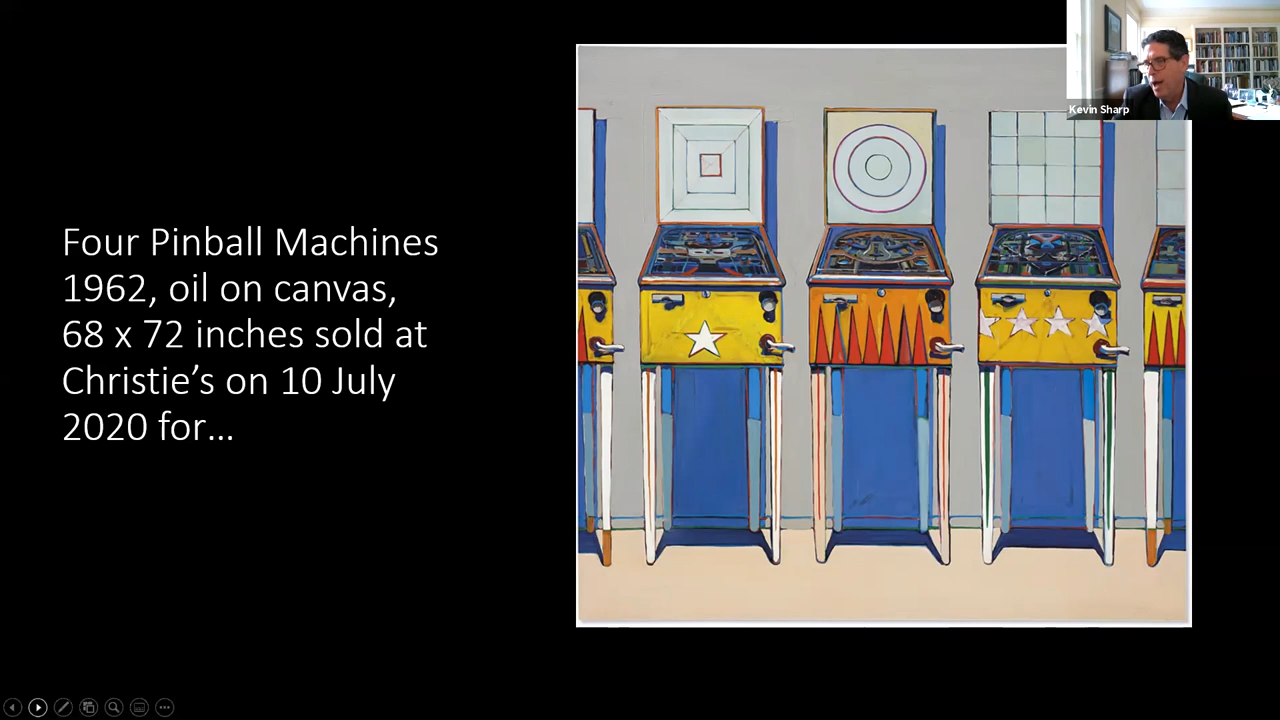 Four Pinball Machines
1962, oil on canvas,
68 x 72 inches sold at
Christie’s on 10 July
2020 for…
Kevin Sharp